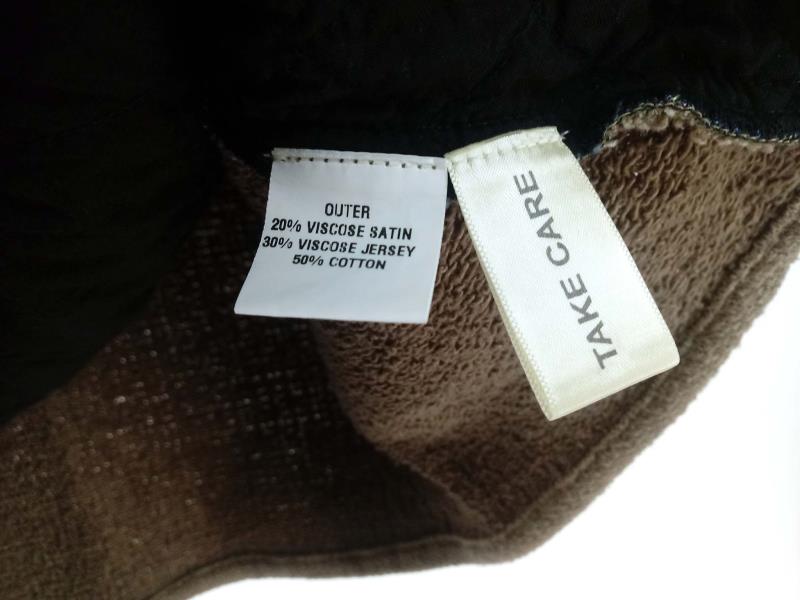 OUTER
20% VISCOSE SATIN
30% VISCOSE JERSEY
50% COTTON
TAKE CARE